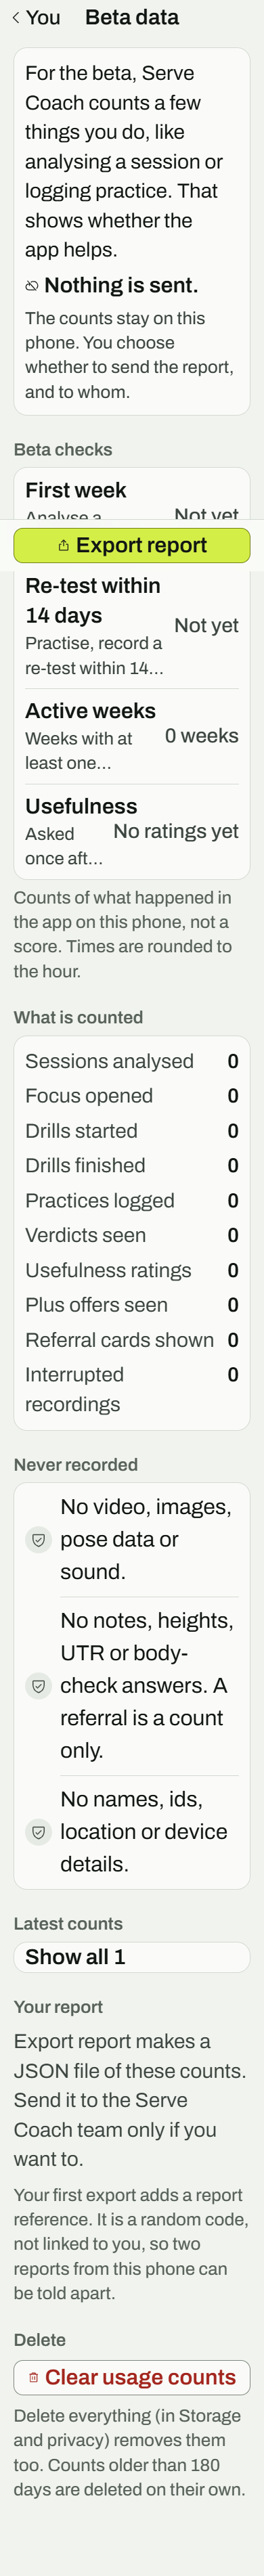 You
Beta data
For the beta, Serve
Coach counts a few
things you do, like
analysing a session or
logging practice. That
shows whether the
app helps.
Nothing is sent.
The counts stay on this
phone. You choose
whether to send the report,
and to whom.
Beta checks
First week
Analyse a
Not yet
Export report
Re-test within
14 days
Not yet
Practise, record a
re-test within 14...
Active weeks
Weeks with at
least one...
0 weeks
Usefulness
Asked
once aft...
No ratings yet
Counts of what happened in
the app on this phone, not a
score. Times are rounded to
the hour.
What is counted
Sessions analysed 0
Focus opened 0
Drills started 0
Drills finished 0
Practices logged 0
Verdicts seen 0
Usefulness ratings 0
Plus offers seen 0
Referral cards shown 0
Interrupted 0
recordings
Never recorded
No video, images,
pose data or
sound.
No notes, heights,
UTR or body-
check answers. A
referral is a count
only.
No names, ids,
location or device
details.
Latest counts
Show all 1
Your report
Export report makes a
JSON file of these counts.
Send it to the Serve
Coach team only if you
want to.
Your first export adds a report
reference. It is a random code,
not linked to you, so two
reports from this phone can
be told apart.
Delete
Clear usage counts
Delete everything (in Storage
and privacy) removes them
too. Counts older than 180
days are deleted on their own.